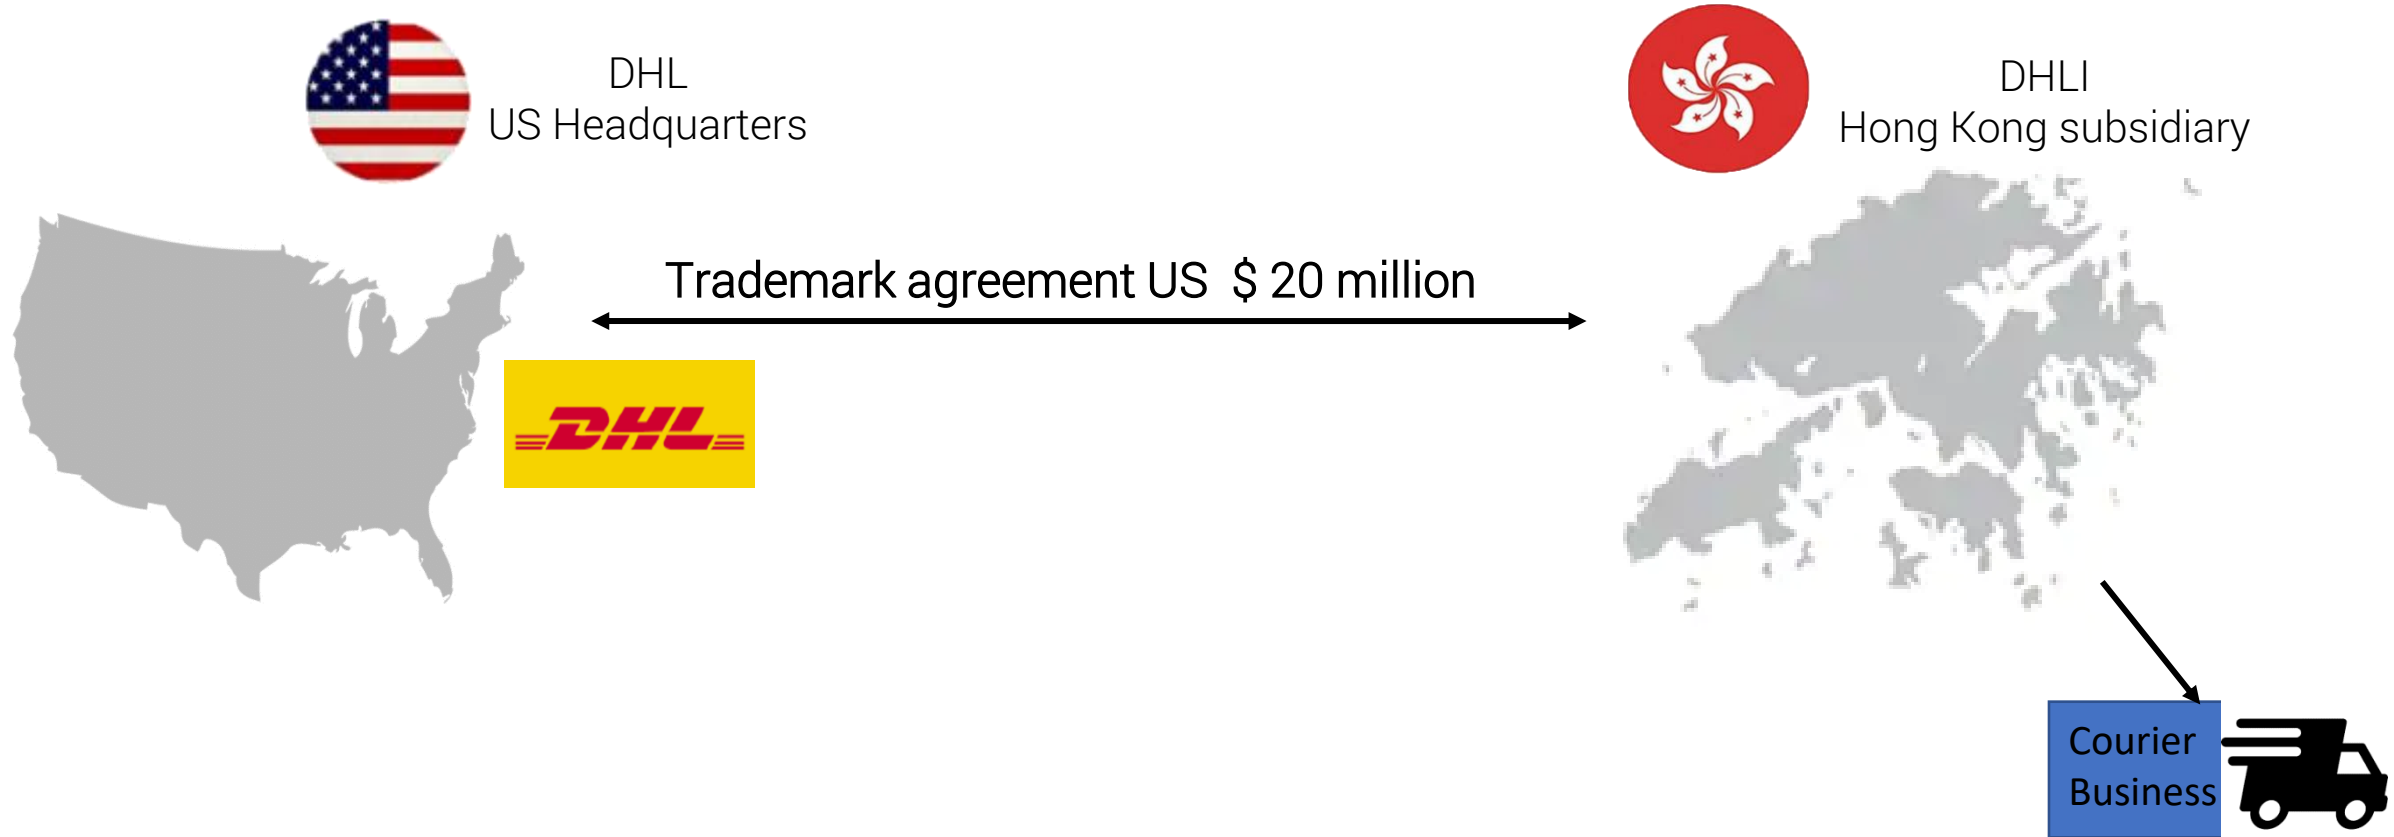 DHL
US Headquarters
DHLI
Hong Kong subsidiary
Trademark agreement US  $ 20 million
DHL
Courier
Business